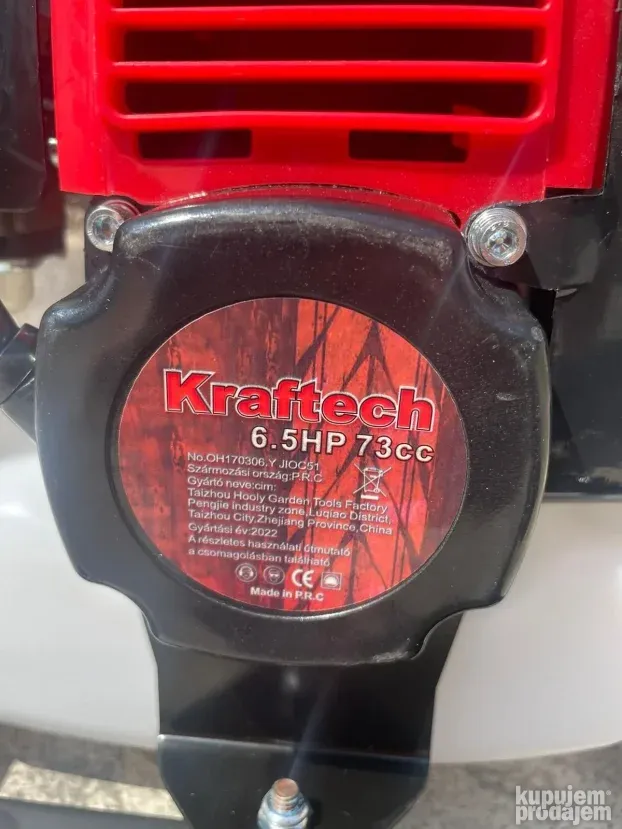 Kraftech
6.5HP 73cc
No.OH170306,Y JIOC51
Szármozási ország:P.R.C
Gyártó neve:cim:
Taizhou Hooly Garden Tools Factory
Pengjie industry zone,Luqiao District,
Taizhou City,Zhejiang Province,China
Gyártási év:2022
A részletes használati útmutató
a csomagolásban található
CE
Made in P.R.C
kupujem
prodajem